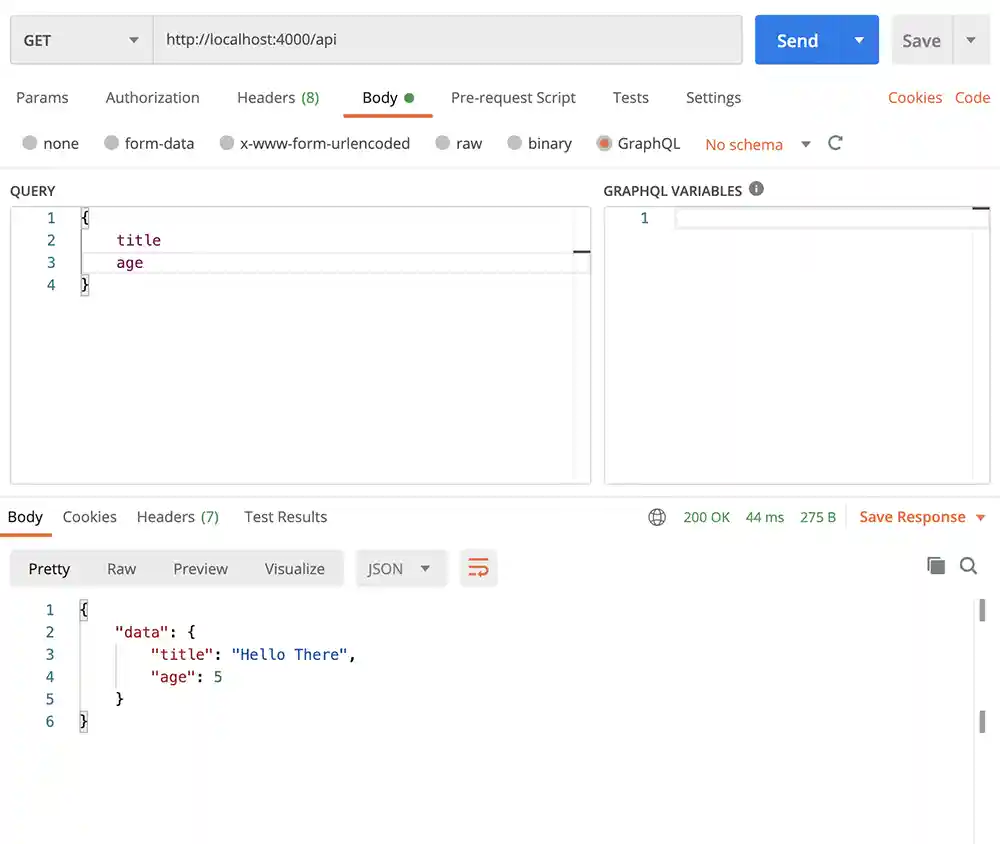 GET http://localhost:4000/api Send Save
Params Authorization Headers (8) Body Pre-request Script Tests Settings Cookies Code
none form-data x-www-form-urlencoded raw binary GraphQL No schema
QUERY
1 {
2 title
3 age
4 }
GRAPHQL VARIABLES i
1
Body Cookies Headers (7) Test Results 200 OK 44 ms 275 B Save Response
Pretty Raw Preview Visualize JSON
1 {
2 "data": {
3 "title": "Hello There",
4 "age": 5
5 }
6 }